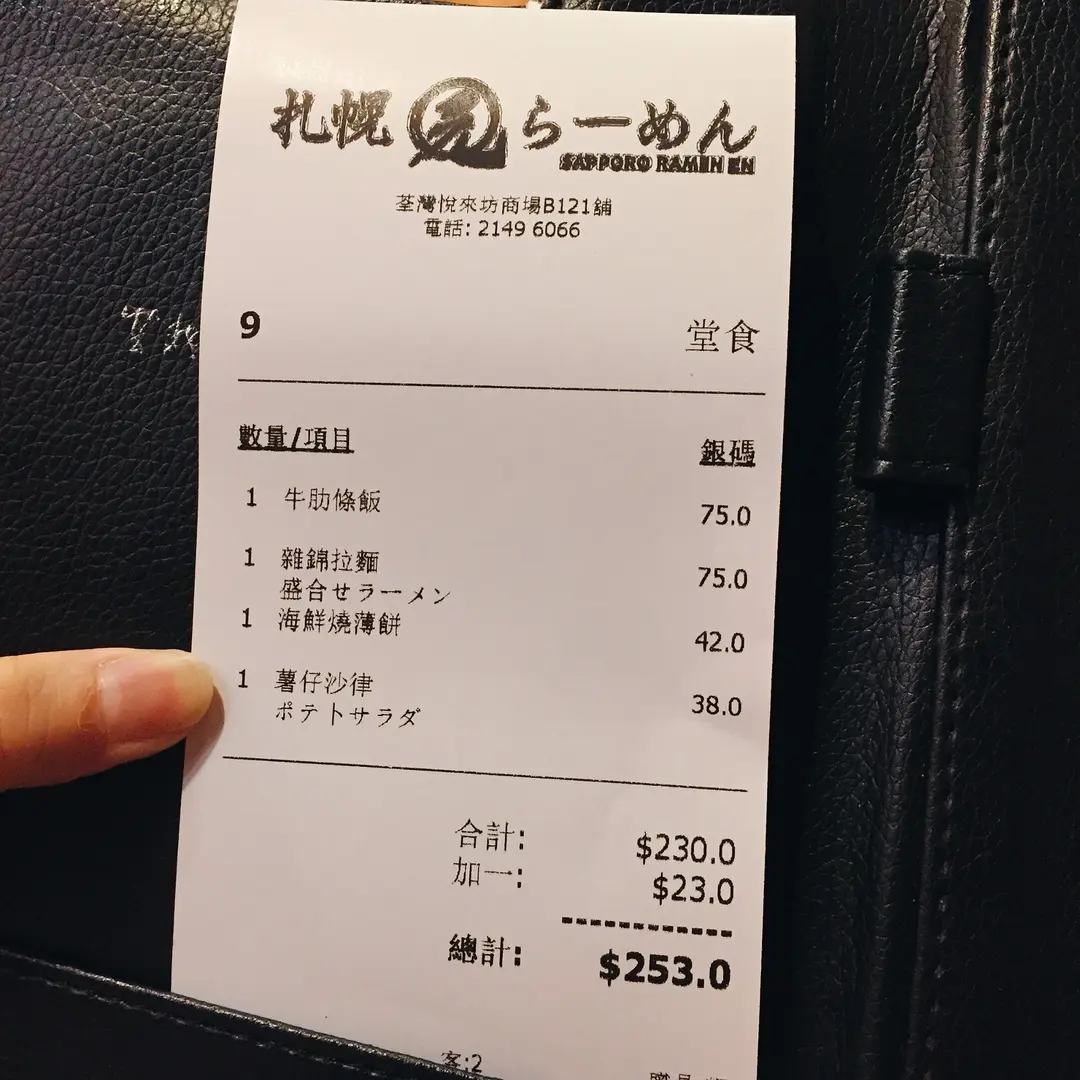 札幌 円 らーめん
SAPPORO RAMEN EN
荃灣悅來坊商場B121舖
電話: 2149 6066
9 堂食
數量/項目 銀碼
1 牛肋條飯 75.0
1 雜錦拉麵 75.0
盛合せラーメン
1 海鮮燒薄餅 42.0
1 薯仔沙律 38.0
ポテトサラダ
合計: $230.0
加一: $23.0
總計: $253.0
客:2